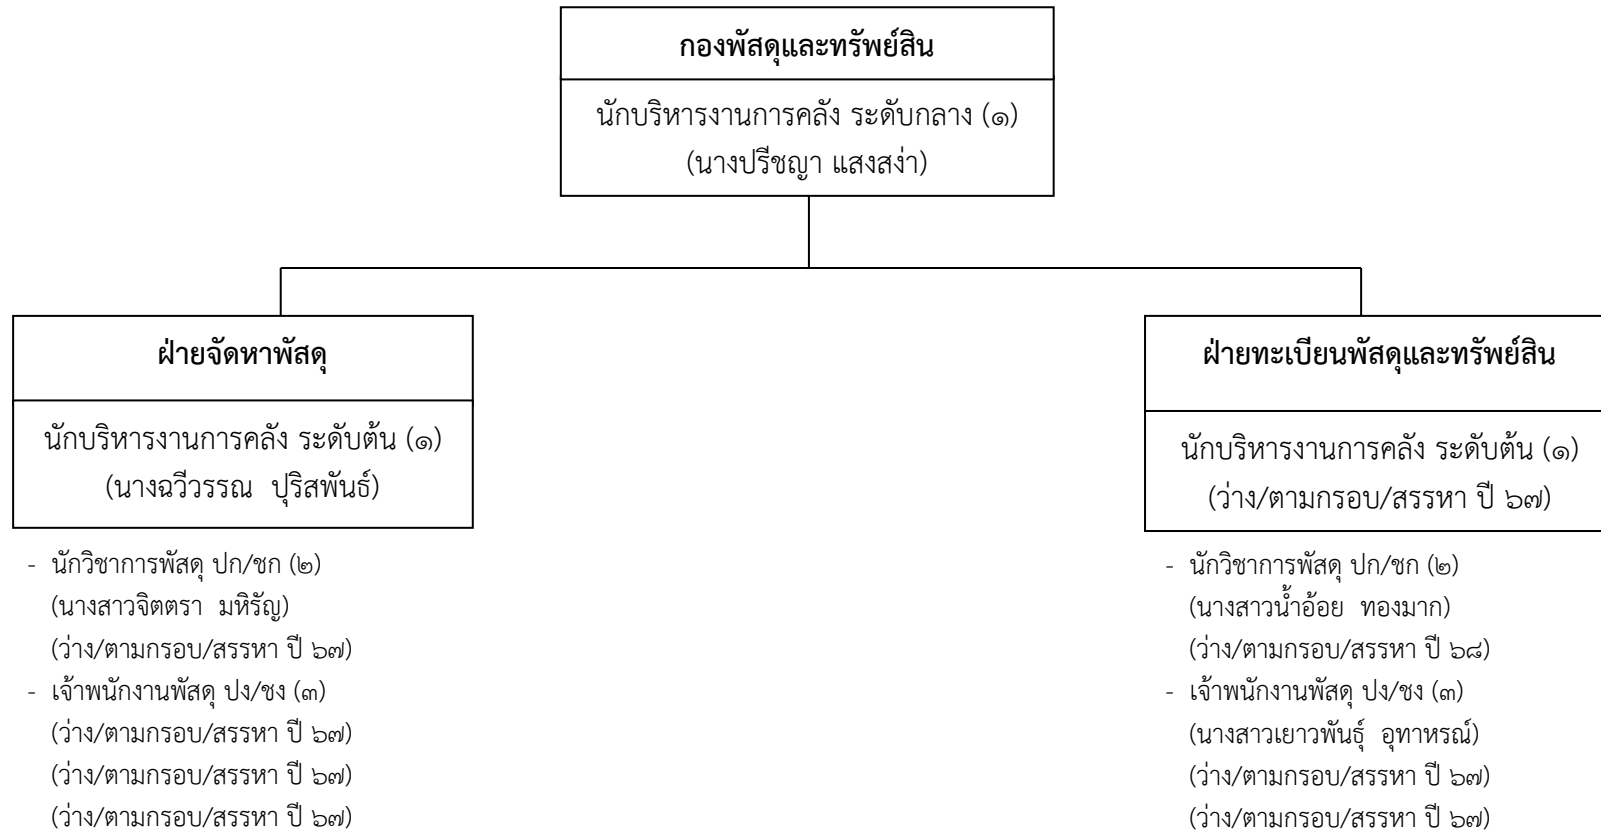 กองพัสดุและทรัพย์สิน
นักบริหารงานการคลัง ระดับกลาง (๑)
(นางปรีชญา แสงสง่า)
ฝ่ายจัดหาพัสดุ
นักบริหารงานการคลัง ระดับต้น (๑)
(นางฉวีวรรณ ปุริสพันธ์)
- นักวิชาการพัสดุ ปก/ชก (๒)
(นางสาวจิตตรา มหิรัญ)
(ว่าง/ตามกรอบ/สรรหา ปี ๖๗)
- เจ้าพนักงานพัสดุ ปง/ชง (๓)
(ว่าง/ตามกรอบ/สรรหา ปี ๖๗)
(ว่าง/ตามกรอบ/สรรหา ปี ๖๗)
(ว่าง/ตามกรอบ/สรรหา ปี ๖๗)
ฝ่ายทะเบียนพัสดุและทรัพย์สิน
นักบริหารงานการคลัง ระดับต้น (๑)
(ว่าง/ตามกรอบ/สรรหา ปี ๖๗)
- นักวิชาการพัสดุ ปก/ชก (๒)
(นางสาวน้ำอ้อย ทองมาก)
(ว่าง/ตามกรอบ/สรรหา ปี ๖๘)
- เจ้าพนักงานพัสดุ ปง/ชง (๓)
(นางสาวเยาวพันธุ์ อุทาหรณ์)
(ว่าง/ตามกรอบ/สรรหา ปี ๖๗)
(ว่าง/ตามกรอบ/สรรหา ปี ๖๗)